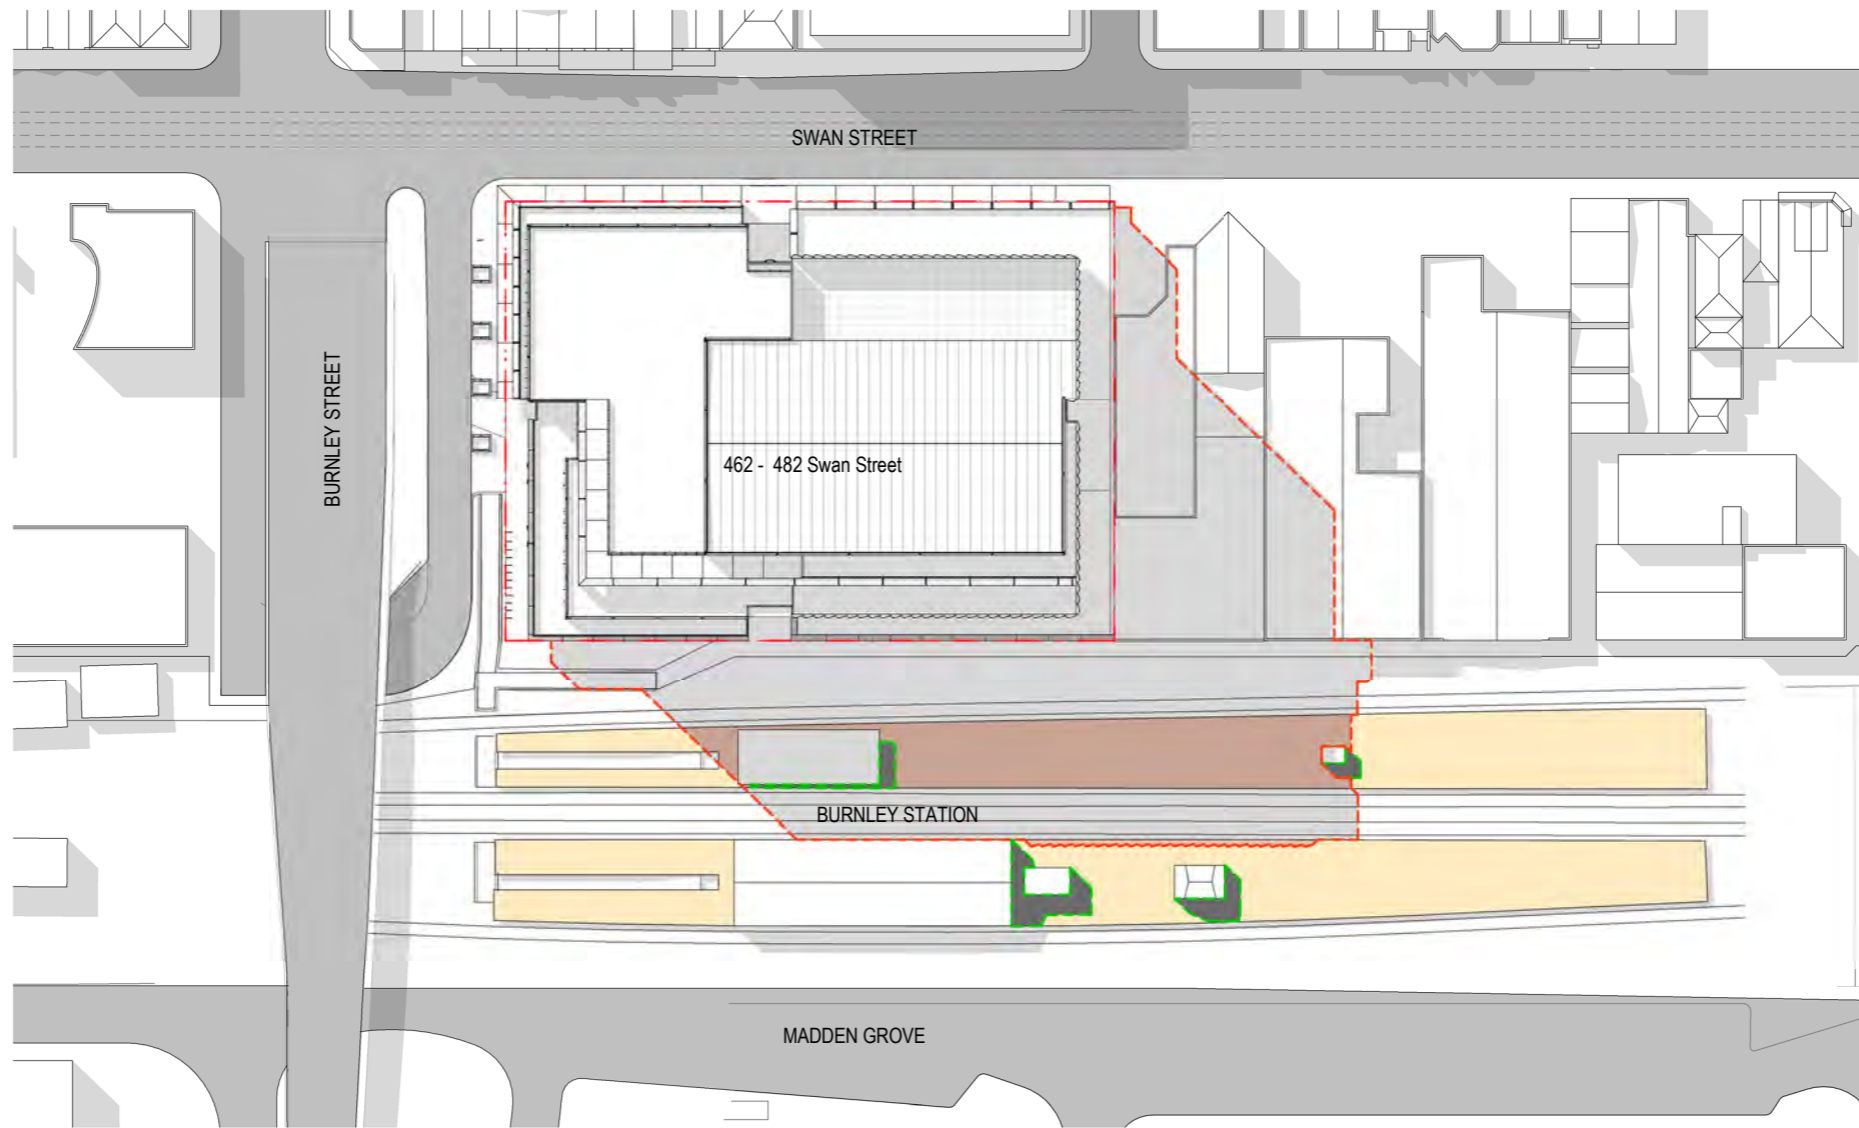 SWAN STREET
BURNLEY STREET
462 - 482 Swan Street
BURNLEY STATION
MADDEN GROVE